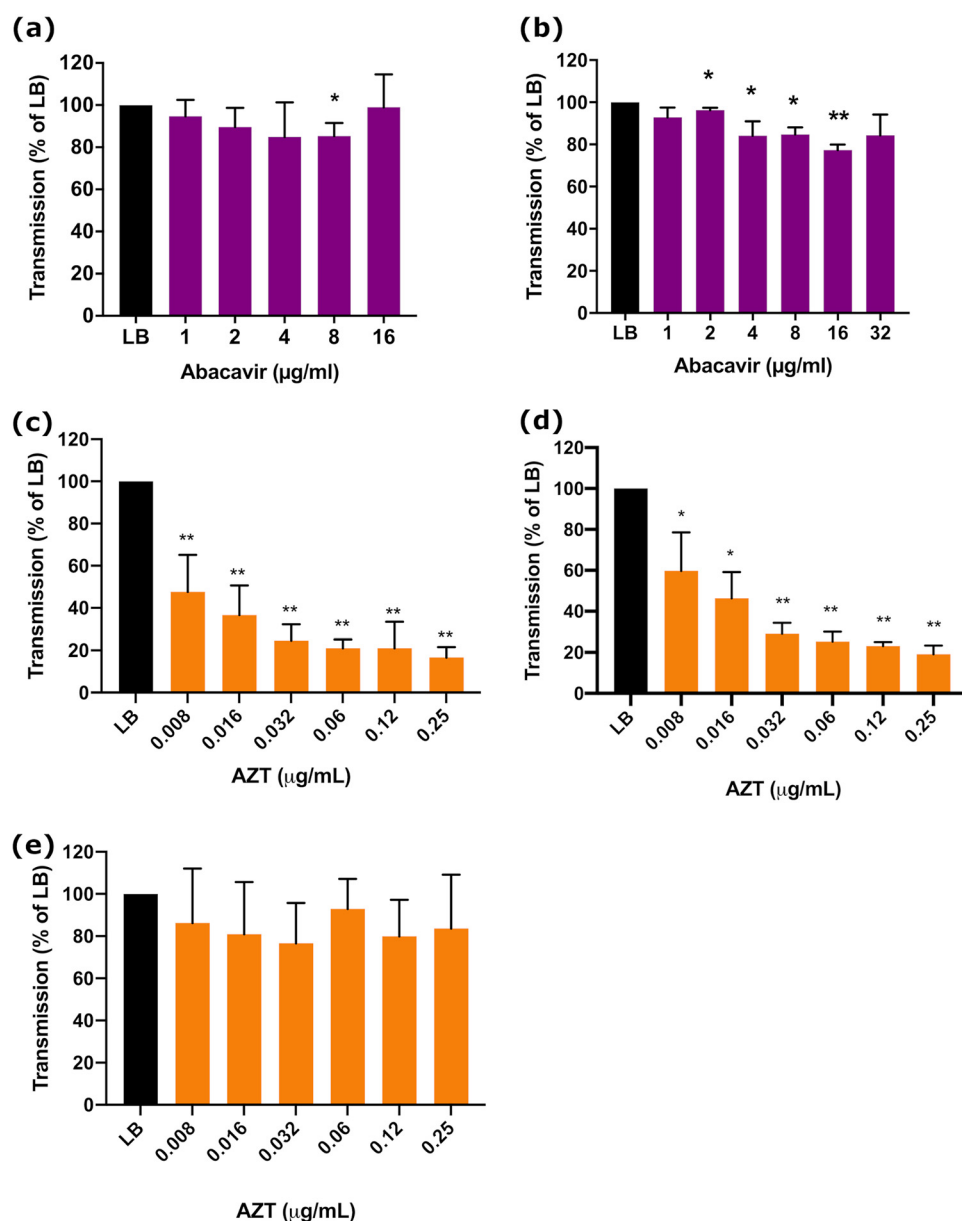 (a)
Transmission (% of LB)
120
100
80
60
40
20
0
*
LB 1 2 4 8 16
Abacavir (µg/ml)
(b)
Transmission (% of LB)
120
100
80
60
40
20
0
* * * **
LB 1 2 4 8 16 32
Abacavir (µg/ml)
(c)
Transmission (% of LB)
120
100
80
60
40
20
0
** ** ** ** ** **
LB 0.008 0.016 0.032 0.06 0.12 0.25
AZT (µg/mL)
(d)
Transmission (% of LB)
120
100
80
60
40
20
0
* * ** ** ** **
LB 0.008 0.016 0.032 0.06 0.12 0.25
AZT (µg/mL)
(e)
Transmission (% of LB)
120
100
80
60
40
20
0
LB 0.008 0.016 0.032 0.06 0.12 0.25
AZT (µg/mL)